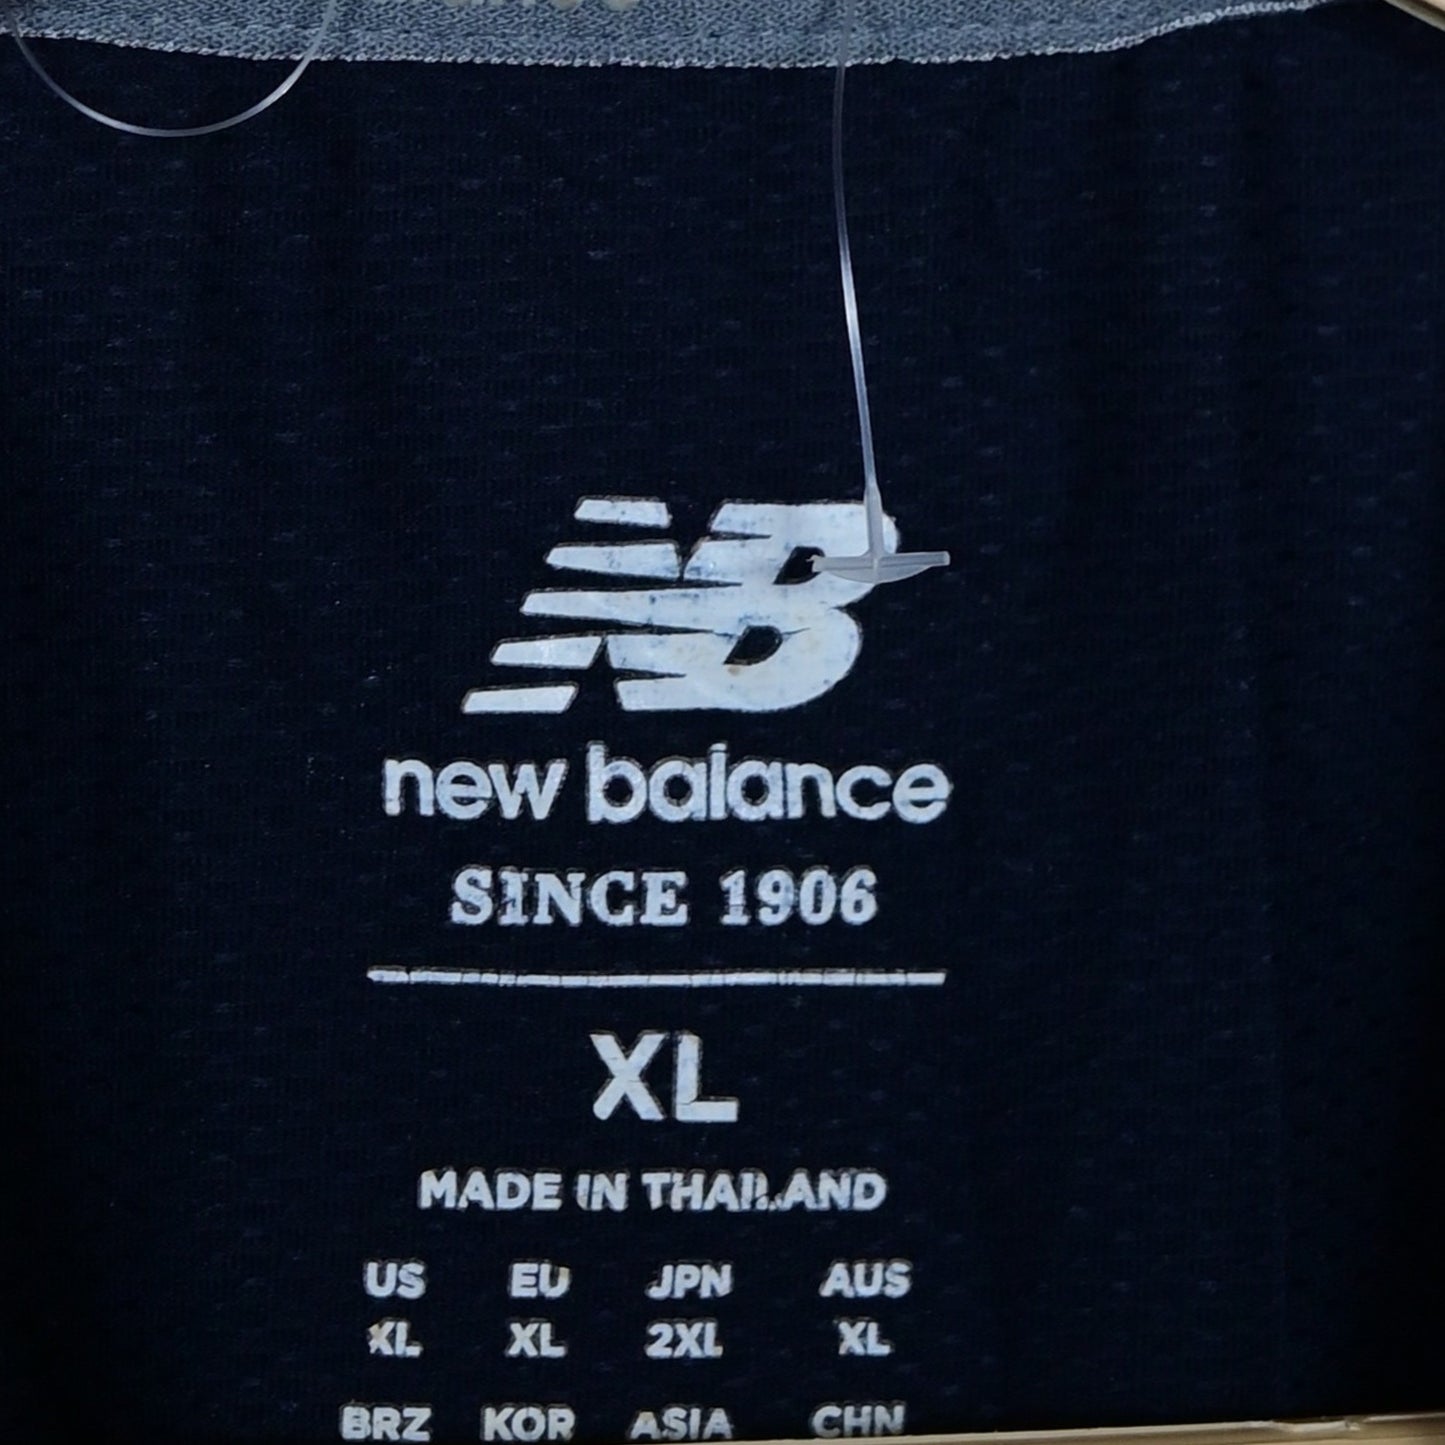 NB
new balance
SINCE 1906
XL
MADE IN THAILAND
US EU JPN AUS
XL XL 2XL XL
BRZ KOR ASIA CHN